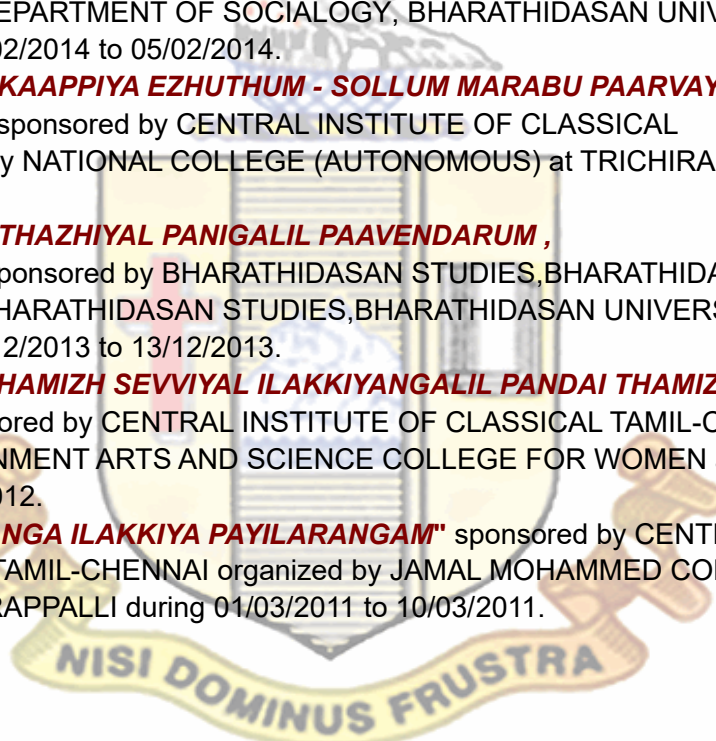 EPARTMENT OF SOCIALOGY, BHARATHIDASAN UNIV
02/2014 to 05/02/2014.
KAAPPIYA EZHUTHUM - SOLLUM MARABU PAARVAY
sponsored by CENTRAL INSTITUTE OF CLASSICAL
y NATIONAL COLLEGE (AUTONOMOUS) at TRICHIRA
THAZHIYAL PANIGALIL PAAVENDARUM ,
ponsored by BHARATHIDASAN STUDIES,BHARATHIDA
HARATHIDASAN STUDIES,BHARATHIDASAN UNIVERS
2/2013 to 13/12/2013.
HAMIZH SEVVIYAL ILAKKIYANGALIL PANDAI THAMIZ
ored by CENTRAL INSTITUTE OF CLASSICAL TAMIL-C
NMENT ARTS AND SCIENCE COLLEGE FOR WOMEN
012.
NGA ILAKKIYA PAYILARANGAM" sponsored by CENT
TAMIL-CHENNAI organized by JAMAL MOHAMMED CO
RAPPALLI during 01/03/2011 to 10/03/2011.
NISI DOMINUS FRUSTRA